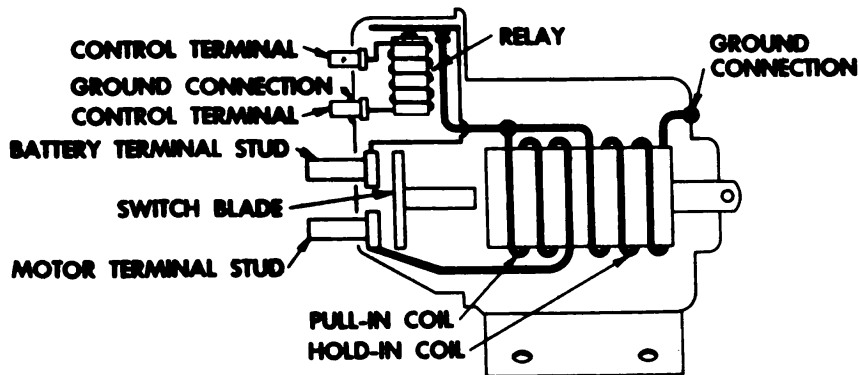 CONTROL TERMINAL
RELAY
GROUND
CONNECTION
GROUND CONNECTION
CONTROL TERMINAL
BATTERY TERMINAL STUD
SWITCH BLADE
MOTOR TERMINAL STUD
PULL-IN COIL
HOLD-IN COIL